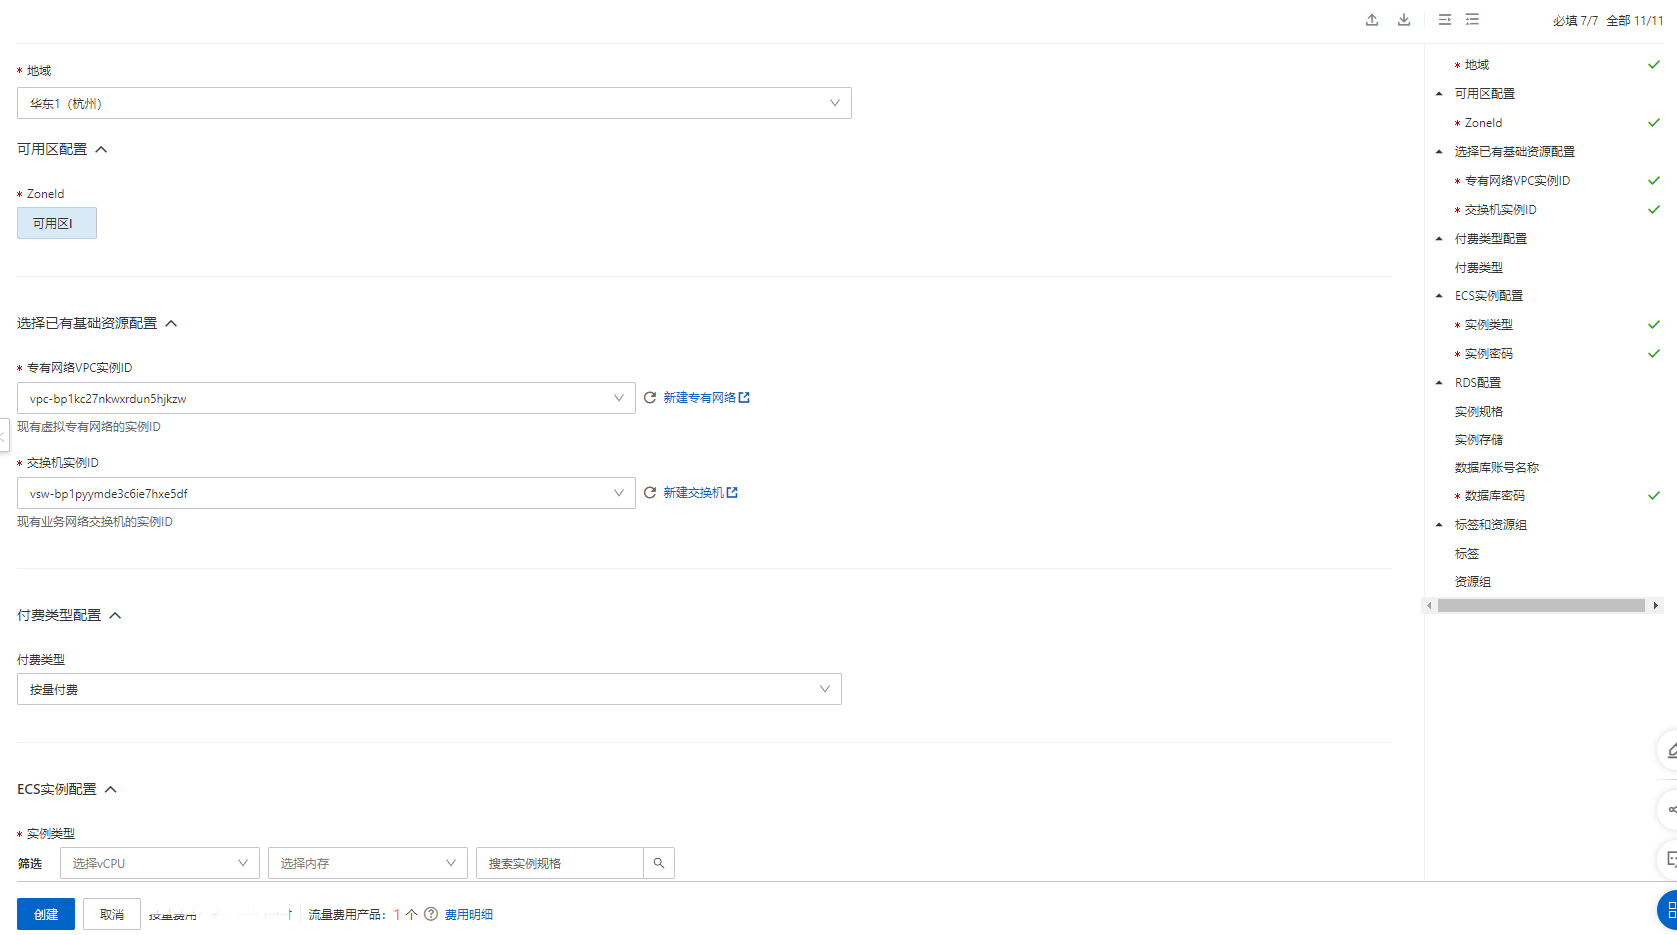 必填 7/7 全部 11/11
* 地域
华东1（杭州）
可用区配置
* ZoneId
可用区I
选择已有基础资源配置
* 专有网络VPC实例ID
vpc-bp1kc27nkwxrdun5hjkzw
新建专有网络
现有虚拟专有网络的实例ID
* 交换机实例ID
vsw-bp1pyymde3c6ie7hxe5df
新建交换机
现有业务网络交换机的实例ID
付费类型配置
付费类型
按量付费
ECS实例配置
* 实例类型
筛选 选择vCPU 选择内存 搜索实例规格
创建 取消 按量费用 流量费用产品： 1 个 费用明细
* 地域
可用区配置
* ZoneId
选择已有基础资源配置
* 专有网络VPC实例ID
* 交换机实例ID
付费类型配置
付费类型
ECS实例配置
* 实例类型
* 实例密码
RDS配置
实例规格
实例存储
数据库账号名称
* 数据库密码
标签和资源组
标签
资源组